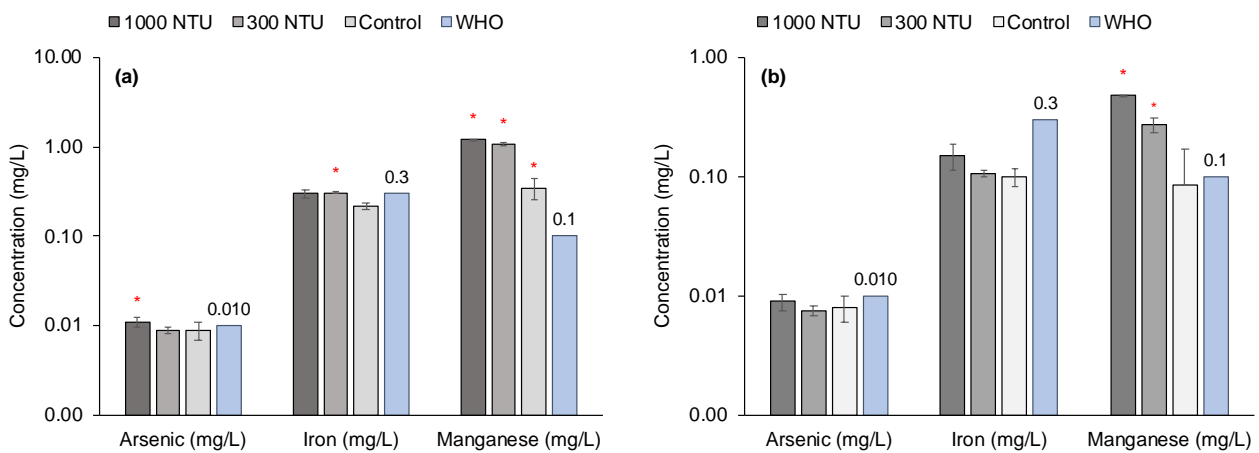 1000 NTU 300 NTU Control WHO
10.00
1.00
0.10
0.01
0.00
Concentration (mg/L)
(a)
*
0.010
*
0.3
*
*
*
0.1
Arsenic (mg/L) Iron (mg/L) Manganese (mg/L)
1000 NTU 300 NTU Control WHO
1.00
0.10
0.01
0.00
Concentration (mg/L)
(b)
0.010
0.3
*
*
0.1
Arsenic (mg/L) Iron (mg/L) Manganese (mg/L)